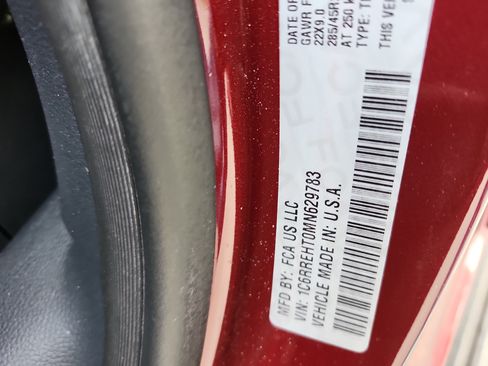 MFD BY: FCA US LLC
VIN: 1C6RREHT0MN629783
VEHICLE MADE IN: U.S.A.
DATE OF
GAWR F
22X9.0
285/45R
AT 250
TYPE:
THIS VEHI